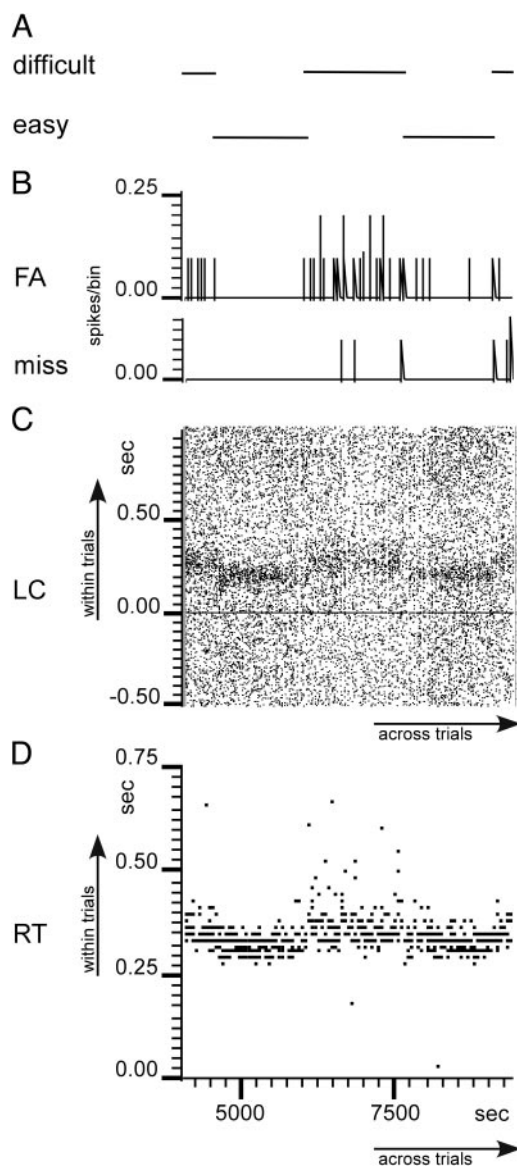 A
difficult
easy
B
0.25
FA
spikes/bin
0.00
miss
0.00
C
sec
0.50
within trials
LC
0.00
-0.50
across trials
D
0.75
sec
0.50
within trials
RT
0.25
0.00
5000
7500
sec
across trials